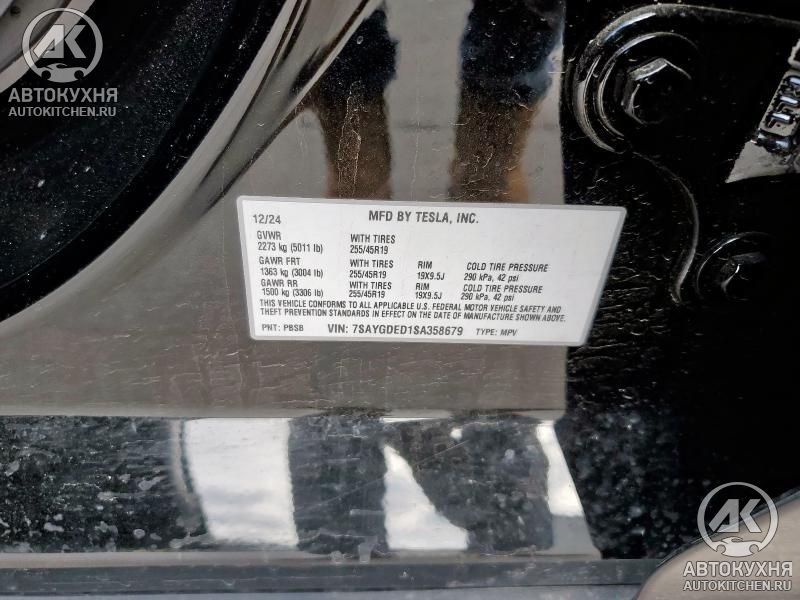 АК
АВТОКУХНЯ
AUTOKITCHEN.RU
12/24 MFD BY TESLA, INC.
GVWR WITH TIRES
2273 kg (5011 lb) 255/45R19
GAWR FRT WITH TIRES RIM COLD TIRE PRESSURE
1363 kg (3004 lb) 255/45R19 19X9.5J 290 kPa, 42 psi
GAWR RR WITH TIRES RIM COLD TIRE PRESSURE
1500 kg (3306 lb) 255/45R19 19X9.5J 290 kPa, 42 psi
THIS VEHICLE CONFORMS TO ALL APPLICABLE U.S. FEDERAL MOTOR VEHICLE SAFETY AND
THEFT PREVENTION STANDARDS IN EFFECT ON THE DATE OF MANUFACTURE SHOWN ABOVE.
PNT: PBSB VIN: 7SAYGDED1SA358679 TYPE: MPV
АК
АВТОКУХНЯ
AUTOKITCHEN.RU